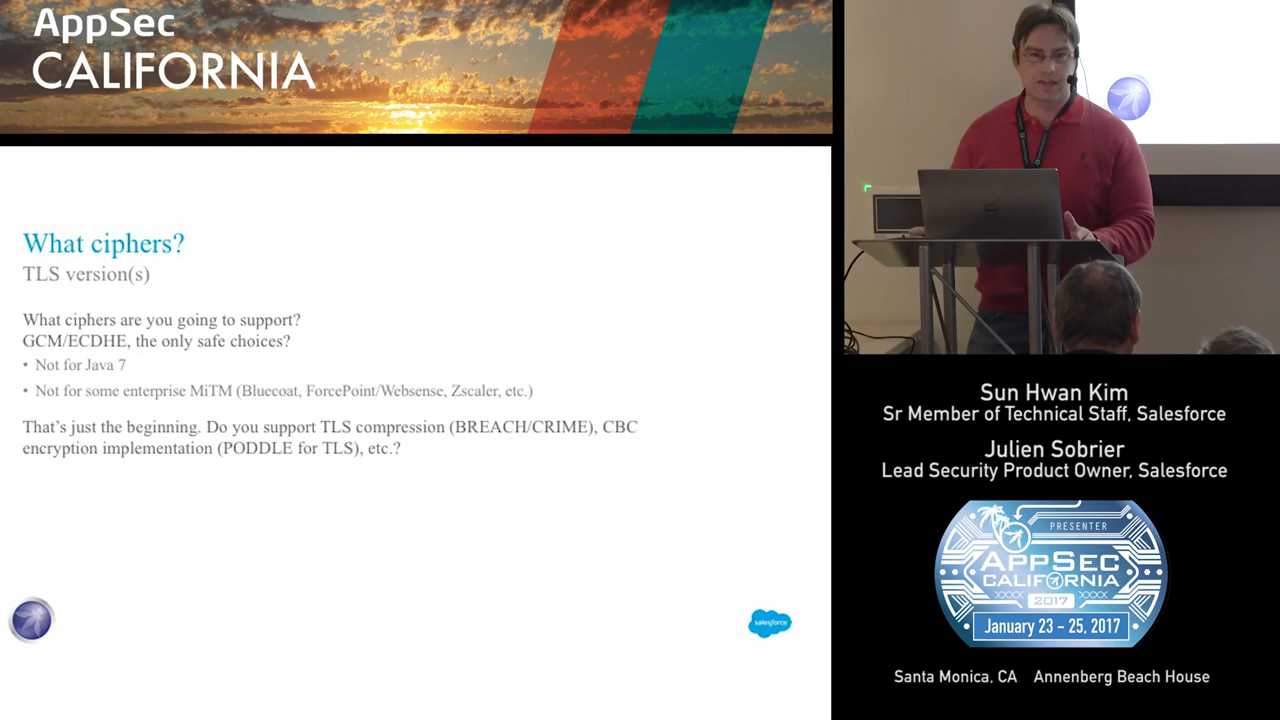 AppSec
CALIFORNIA
What ciphers?
TLS version(s)
What ciphers are you going to support?
GCM/ECDHE, the only safe choices?
• Not for Java 7
• Not for some enterprise MiTM (Bluecoat, ForcePoint/Websense, Zscaler, etc.)
That's just the beginning. Do you support TLS compression (BREACH/CRIME), CBC
encryption implementation (PODDLE for TLS), etc.?
salesforce
Sun Hwan Kim
Sr Member of Technical Staff, Salesforce
Julien Sobrier
Lead Security Product Owner, Salesforce
PRESENTER
APPSEC
CALIFORNIA
XXXX 2017 XXXX
January 23 - 25, 2017
Santa Monica, CA Annenberg Beach House